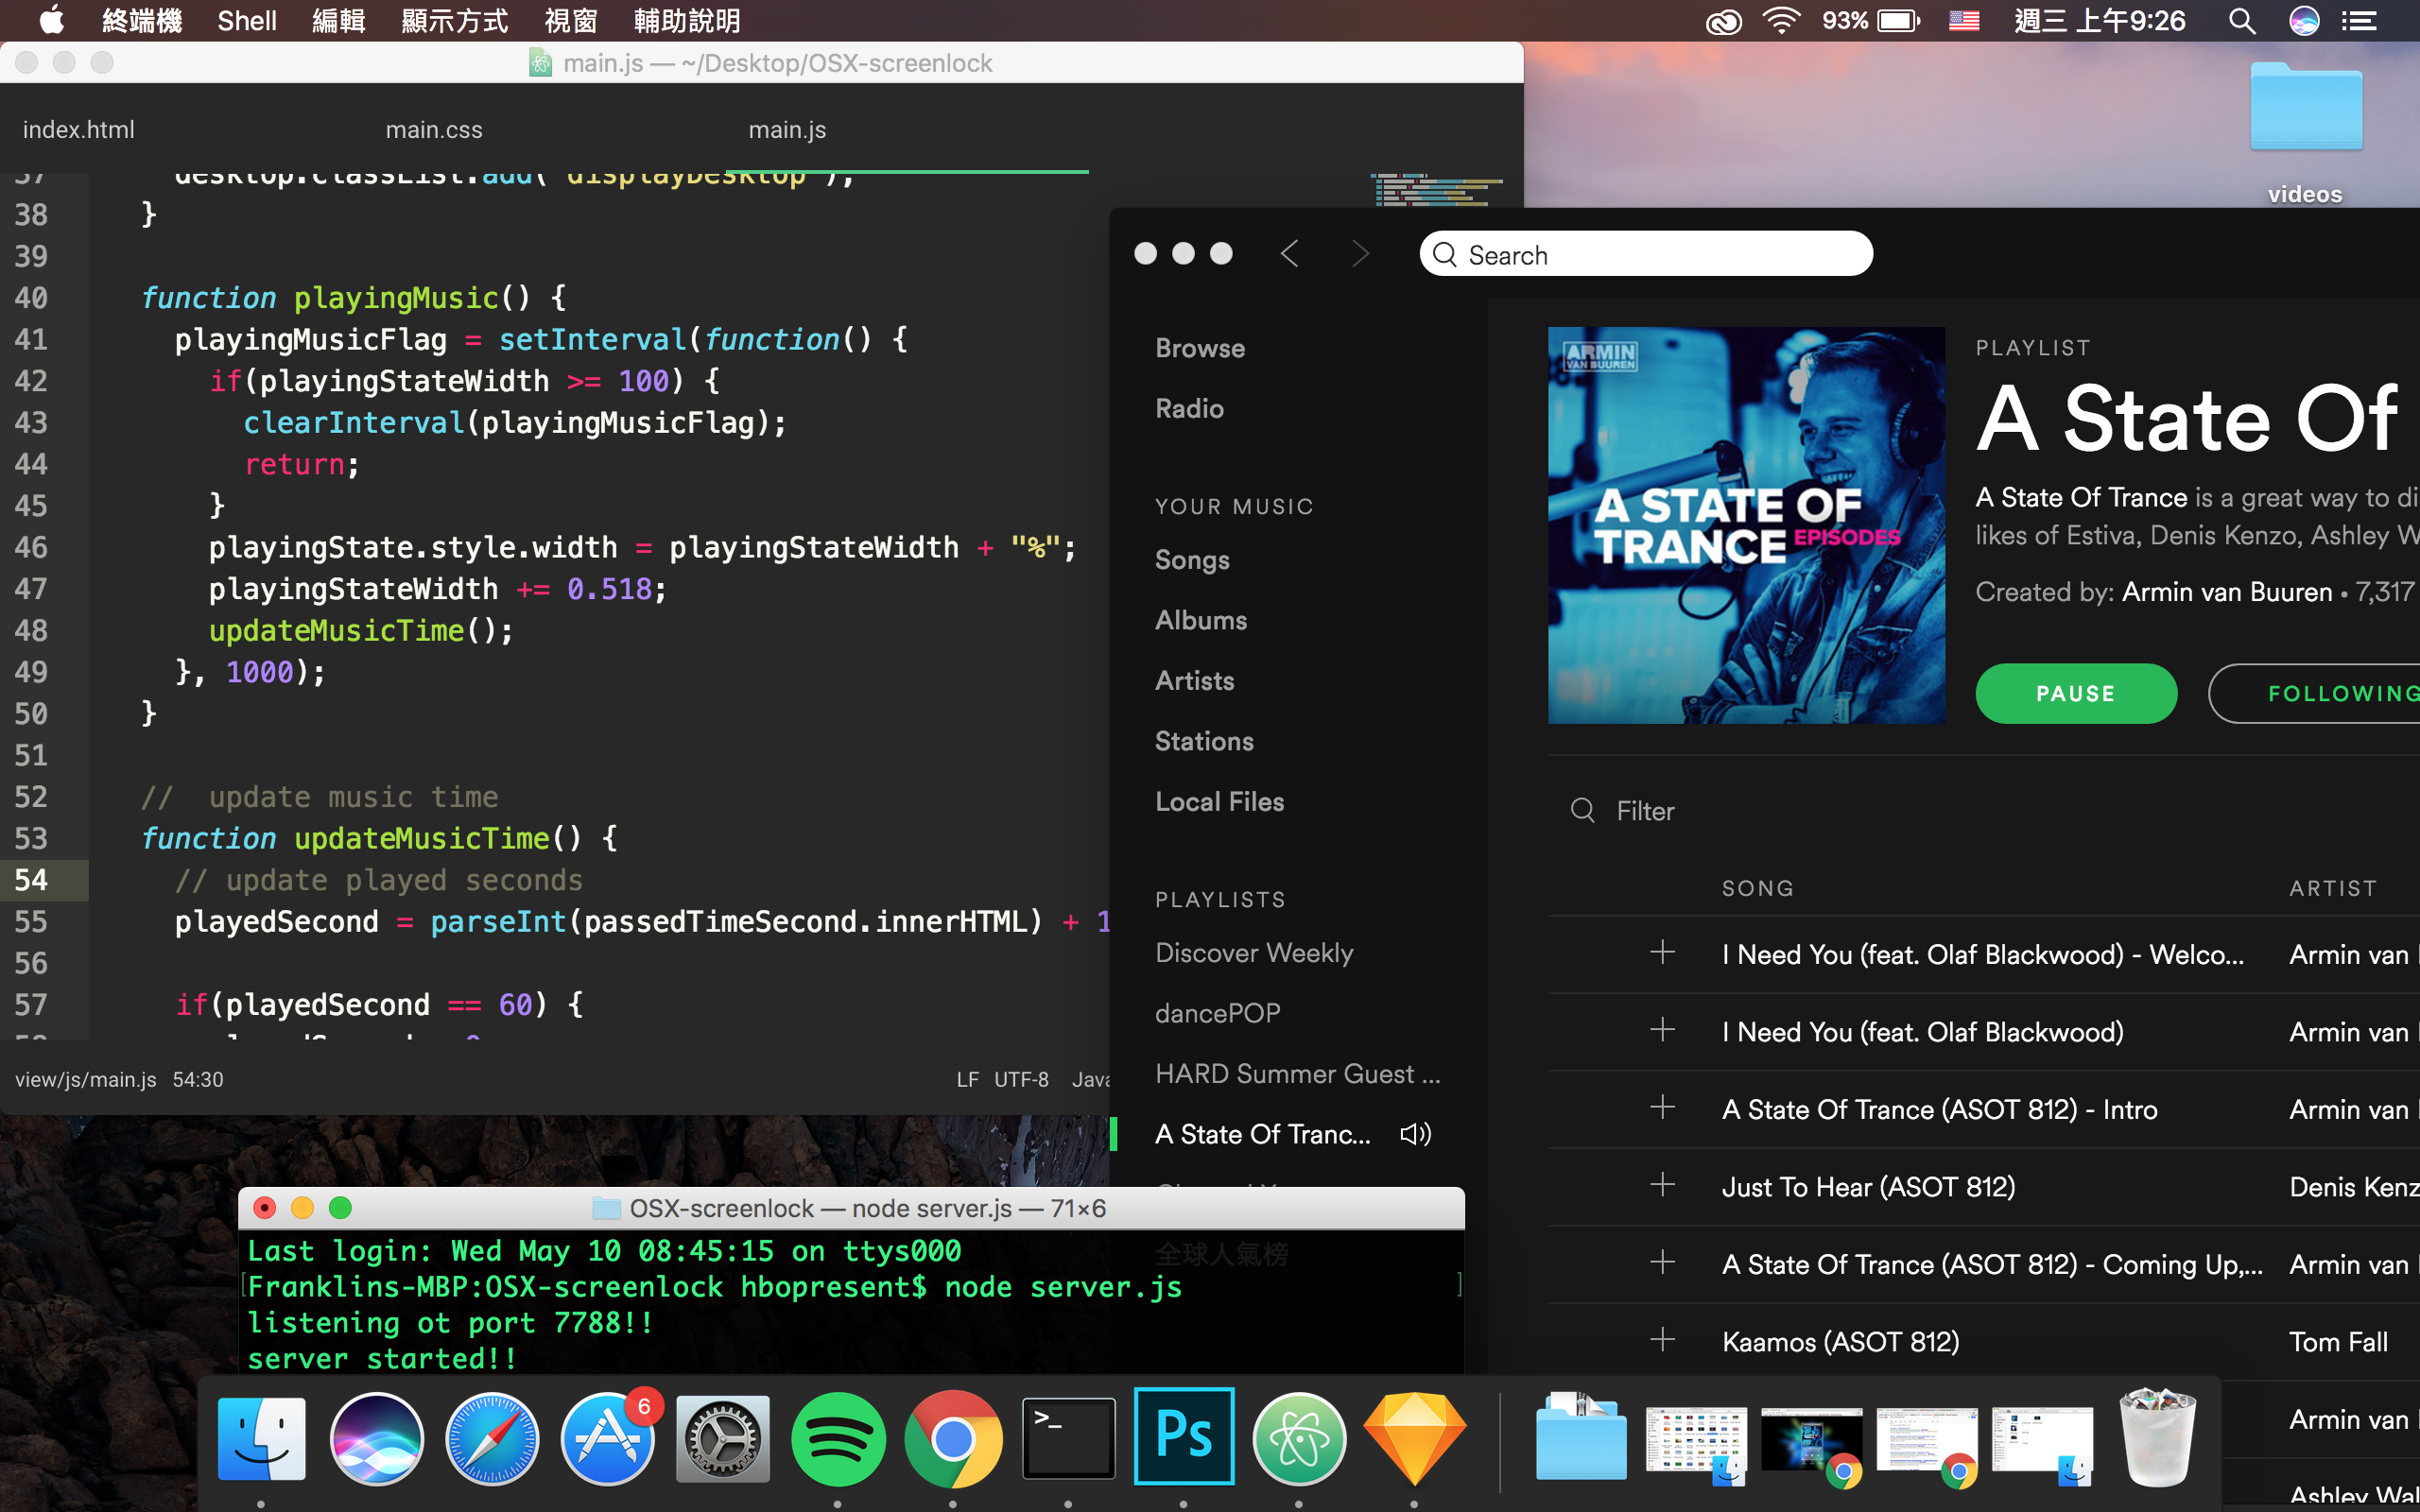 終端機 Shell 編輯 顯示方式 視窗 輔助說明
93% 週三 上午9:26
main.js — ~/Desktop/OSX-screenlock
index.html main.css main.js
37 desktop.classList.add("displayDesktop");
38 }
39
40 function playingMusic() {
41 playingMusicFlag = setInterval(function() {
42 if(playingStateWidth >= 100) {
43 clearInterval(playingMusicFlag);
44 return;
45 }
46 playingState.style.width = playingStateWidth + "%";
47 playingStateWidth += 0.518;
48 updateMusicTime();
49 }, 1000);
50 }
51
52 // update music time
53 function updateMusicTime() {
54 // update played seconds
55 playedSecond = parseInt(passedTimeSecond.innerHTML) + 1
56
57 if(playedSecond == 60) {
view/js/main.js 54:30 LF UTF-8 Java
videos
Search
Browse
Radio
YOUR MUSIC
Songs
Albums
Artists
Stations
Local Files
PLAYLISTS
Discover Weekly
dancePOP
HARD Summer Guest ...
A State Of Tranc...
全球人氣榜
ARMIN
VAN BUUREN
A STATE OF
TRANCE EPISODES
PLAYLIST
A State Of
A State Of Trance is a great way to di
likes of Estiva, Denis Kenzo, Ashley W
Created by: Armin van Buuren • 7,317
PAUSE FOLLOWING
Filter
SONG ARTIST
I Need You (feat. Olaf Blackwood) - Welco... Armin van
I Need You (feat. Olaf Blackwood) Armin van
A State Of Trance (ASOT 812) - Intro Armin van
Just To Hear (ASOT 812) Denis Kenz
A State Of Trance (ASOT 812) - Coming Up,... Armin van
Kaamos (ASOT 812) Tom Fall
Armin van
Ashley Wal
OSX-screenlock — node server.js — 71×6
Last login: Wed May 10 08:45:15 on ttys000
[Franklins-MBP:OSX-screenlock hbopresent$ node server.js ]
listening ot port 7788!!
server started!!
6
>_
Ps